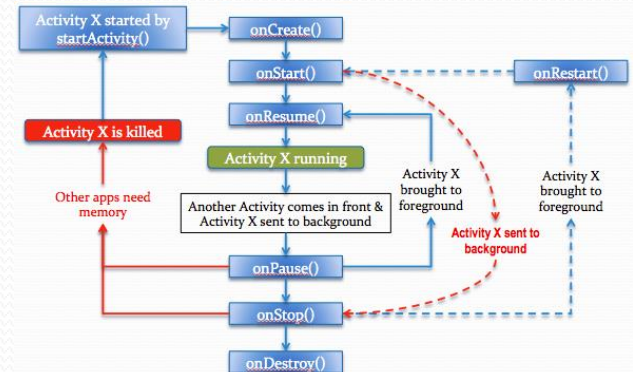 Activity X started by
startActivity()
onCreate()
onStart()
onRestart()
onResume()
Activity X is killed
Activity X running
Other apps need
memory
Another Activity comes in front &
Activity X sent to background
Activity X
brought to
foreground
Activity X
brought to
foreground
Activity X sent to
background
onPause()
onStop()
onDestroy()